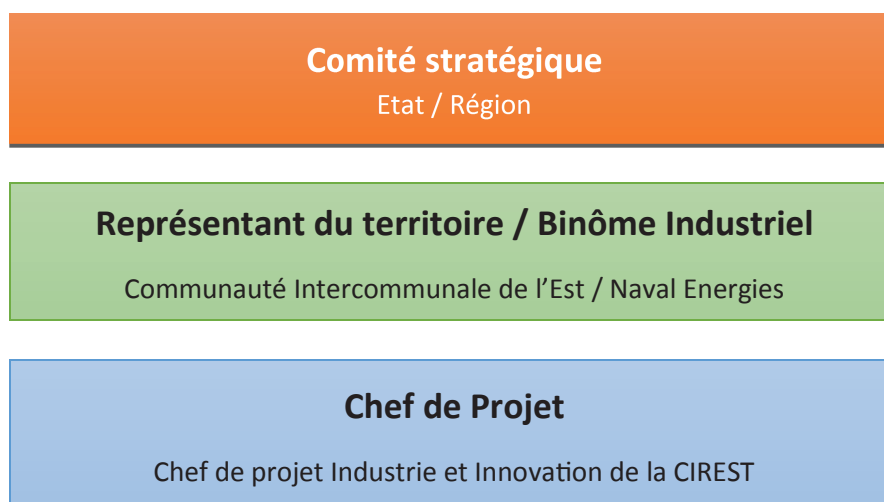 Comité stratégique
Etat / Région
Représentant du territoire / Binôme Industriel
Communauté Intercommunale de l’Est / Naval Energies
Chef de Projet
Chef de projet Industrie et Innovation de la CIREST